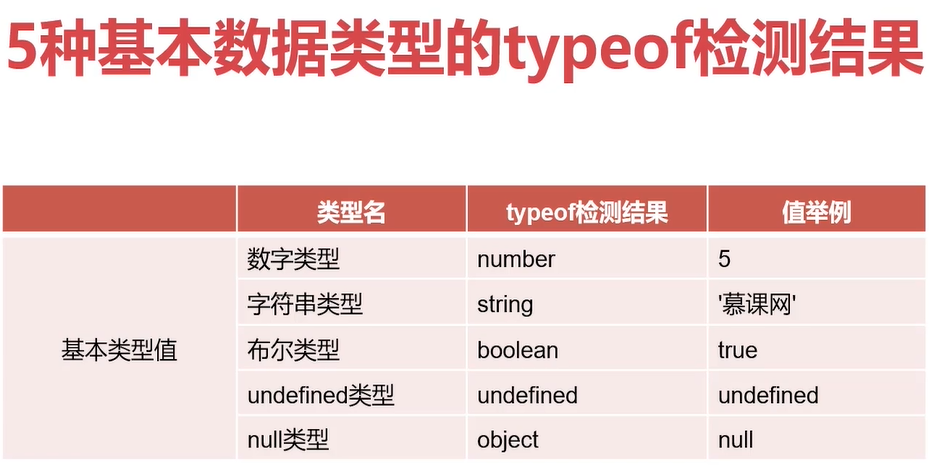 5种基本数据类型的typeof检测结果
类型名 typeof检测结果 值举例
数字类型 number 5
字符串类型 string '慕课网'
基本类型值 布尔类型 boolean true
undefined类型 undefined undefined
null类型 object null